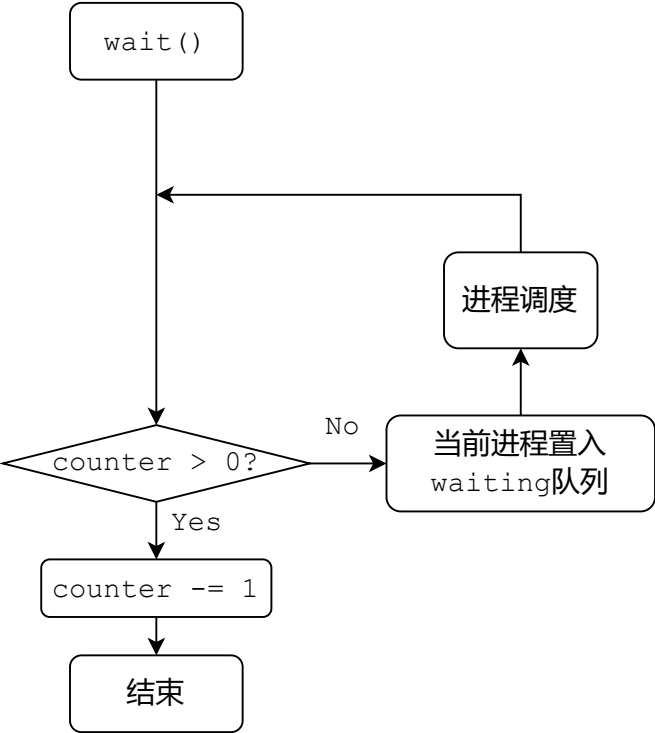 wait()
进程调度
No
当前进程置入
waiting队列
counter > 0?
Yes
counter -= 1
结束